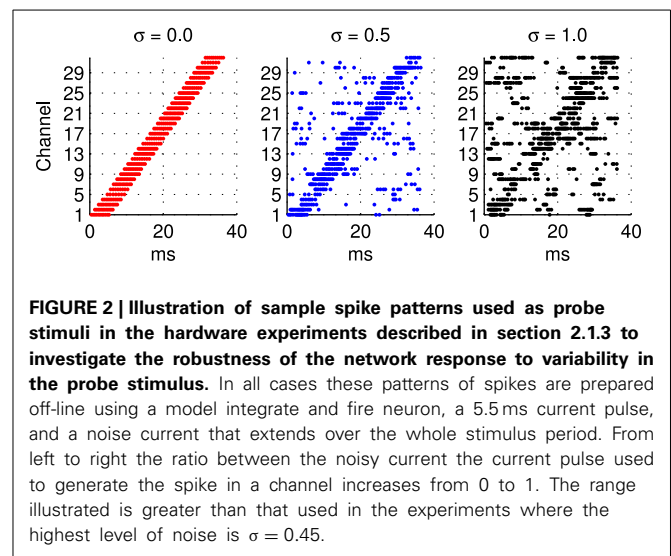 σ = 0.0
σ = 0.5
σ = 1.0
Channel
29
25
21
17
13
9
5
1
29
25
21
17
13
9
5
1
29
25
21
17
13
9
5
1
0 20 40
0 20 40
0 20 40
ms
ms
ms
FIGURE 2 | Illustration of sample spike patterns used as probe
stimuli in the hardware experiments described in section 2.1.3 to
investigate the robustness of the network response to variability in
the probe stimulus. In all cases these patterns of spikes are prepared
off-line using a model integrate and fire neuron, a 5.5 ms current pulse,
and a noise current that extends over the whole stimulus period. From
left to right the ratio between the noisy current the current pulse used
to generate the spike in a channel increases from 0 to 1. The range
illustrated is greater than that used in the experiments where the
highest level of noise is σ = 0.45.